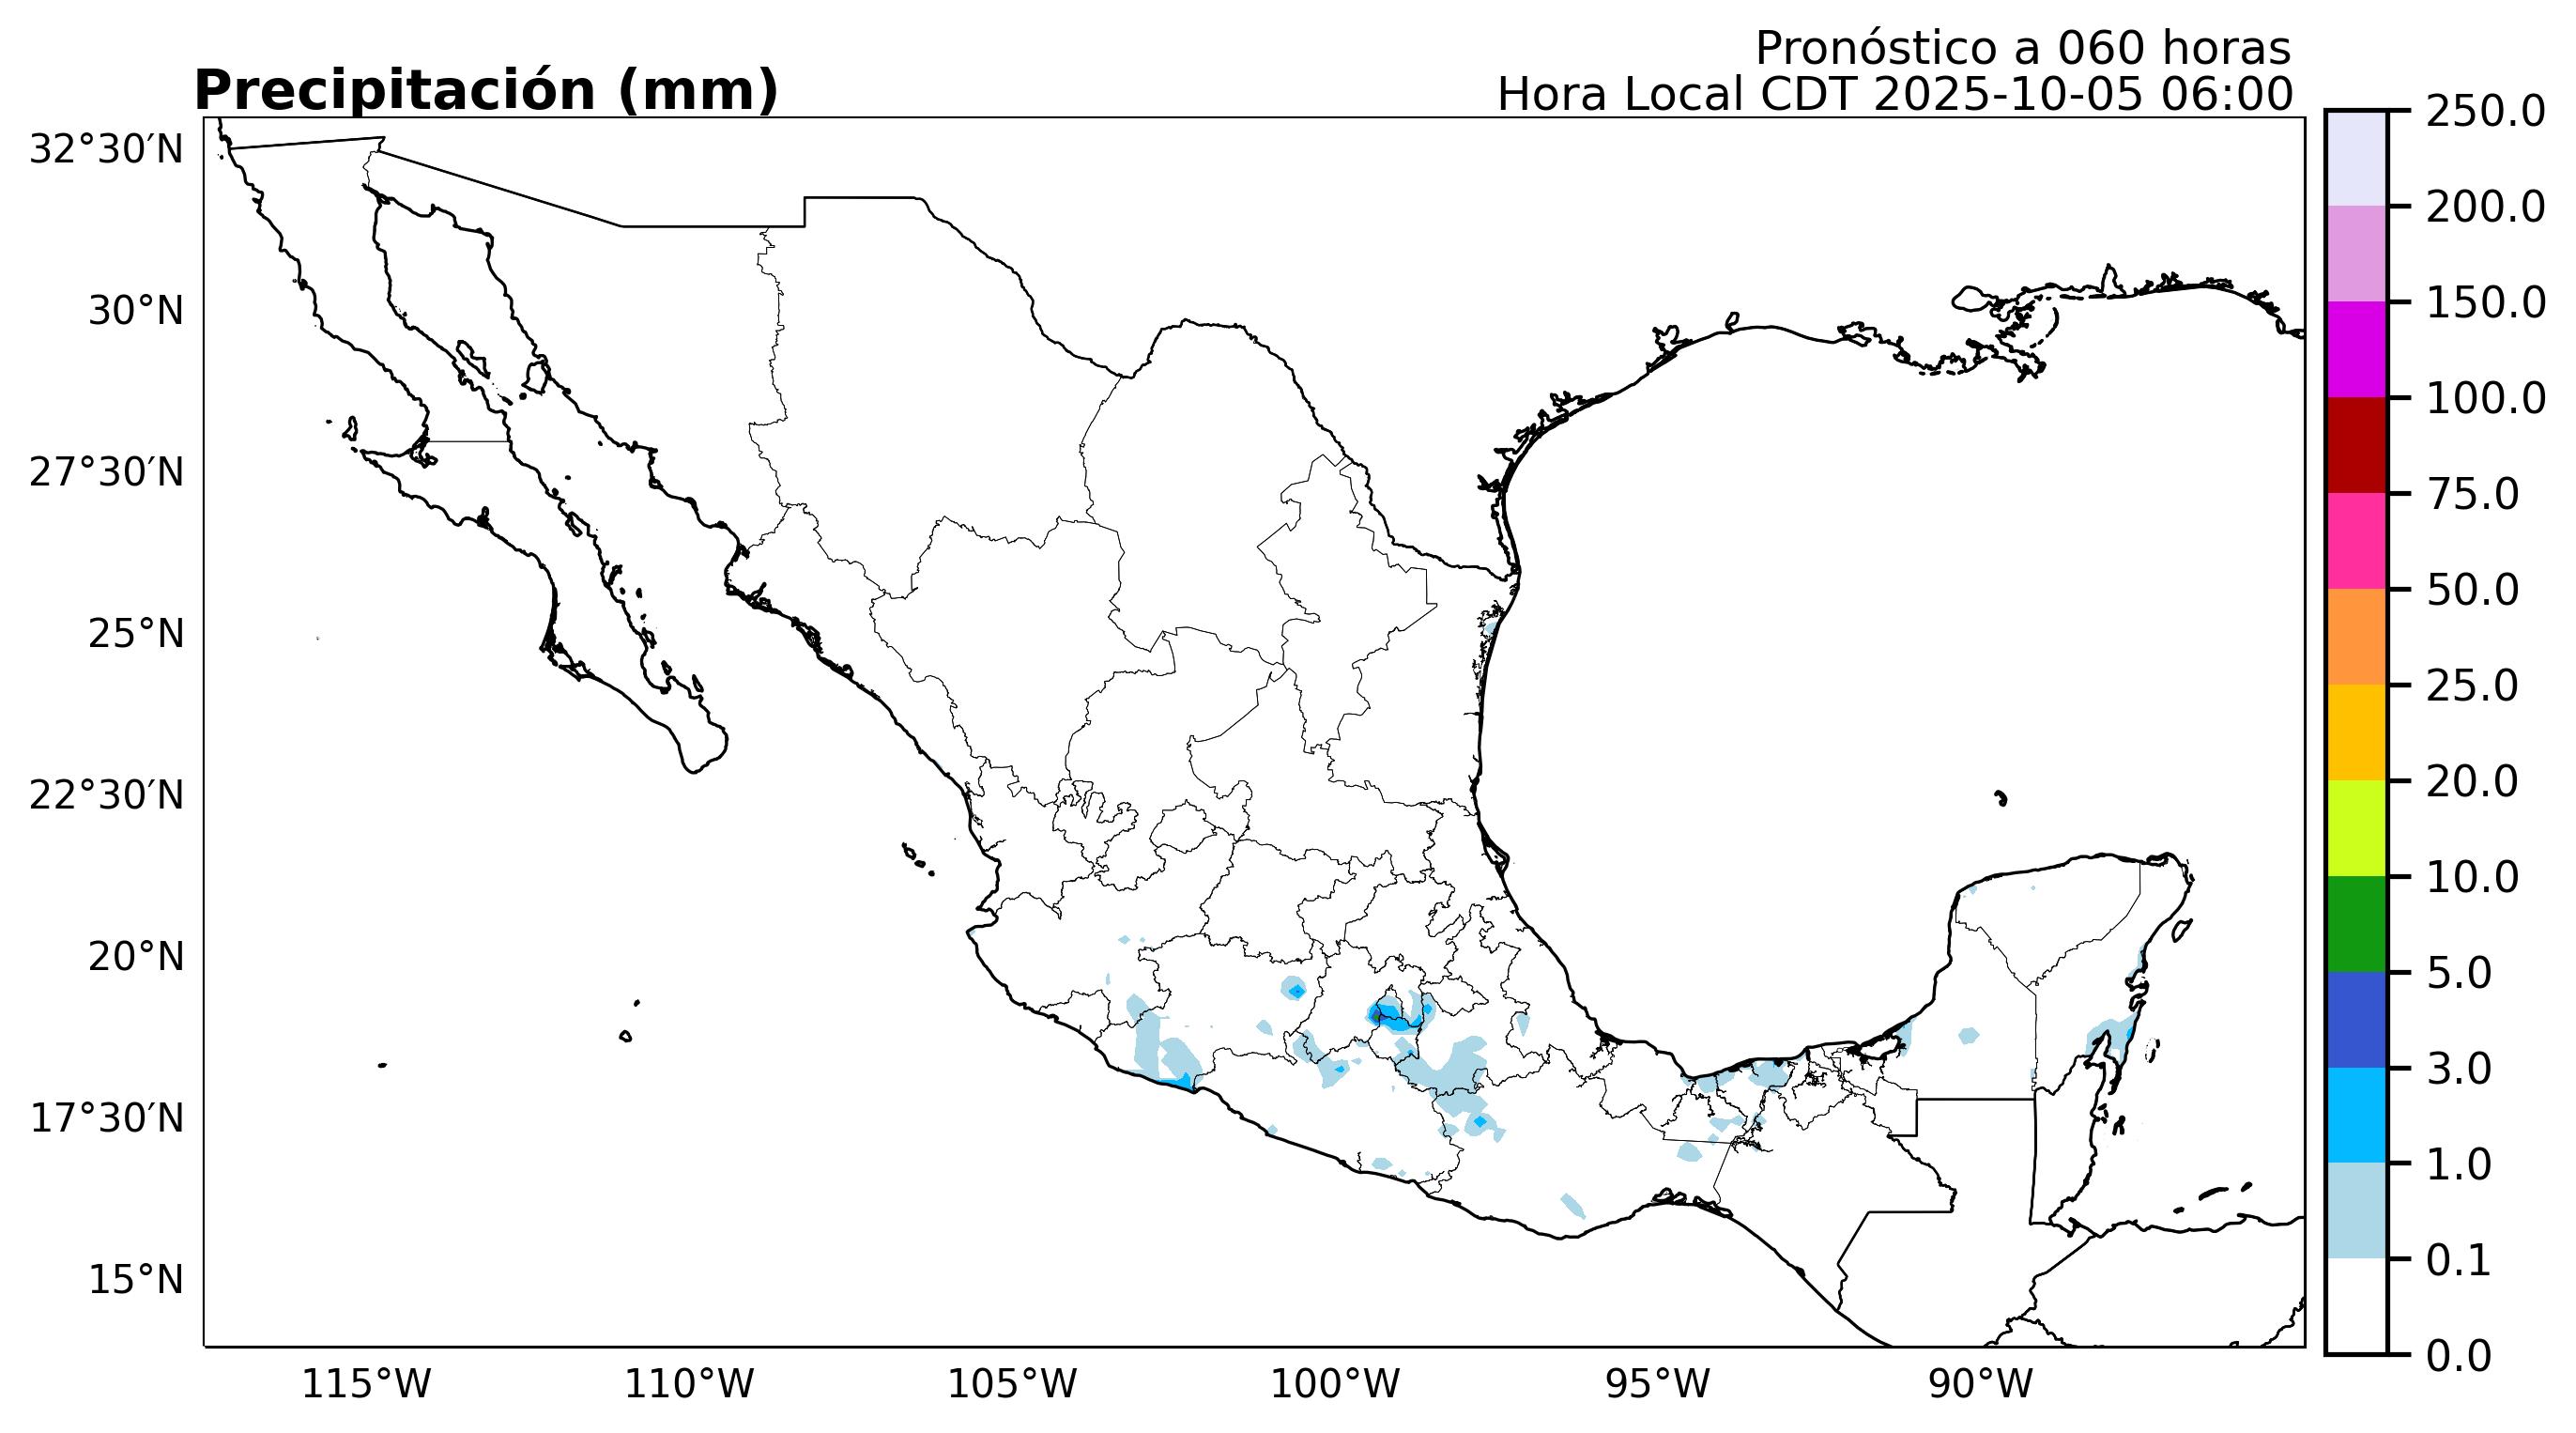 Pronóstico a 060 horas
Precipitación (mm)
Hora Local CDT 2025-10-05 06:00
32°30′N
30°N
27°30′N
25°N
22°30′N
20°N
17°30′N
15°N
115°W
110°W
105°W
100°W
95°W
90°W
250.0
200.0
150.0
100.0
75.0
50.0
25.0
20.0
10.0
5.0
3.0
1.0
0.1
0.0